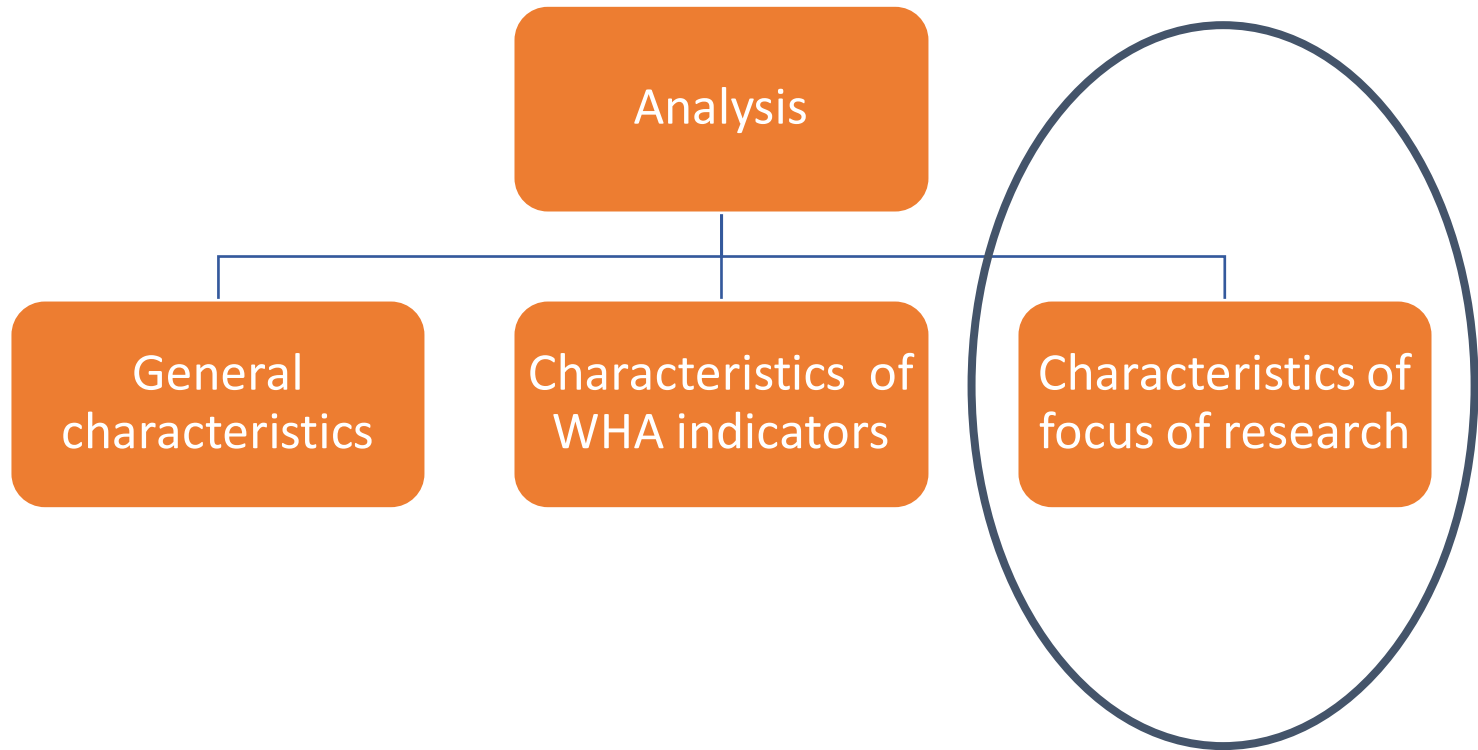 Analysis
General
characteristics
Characteristics  of
WHA indicators
Characteristics of
focus of research